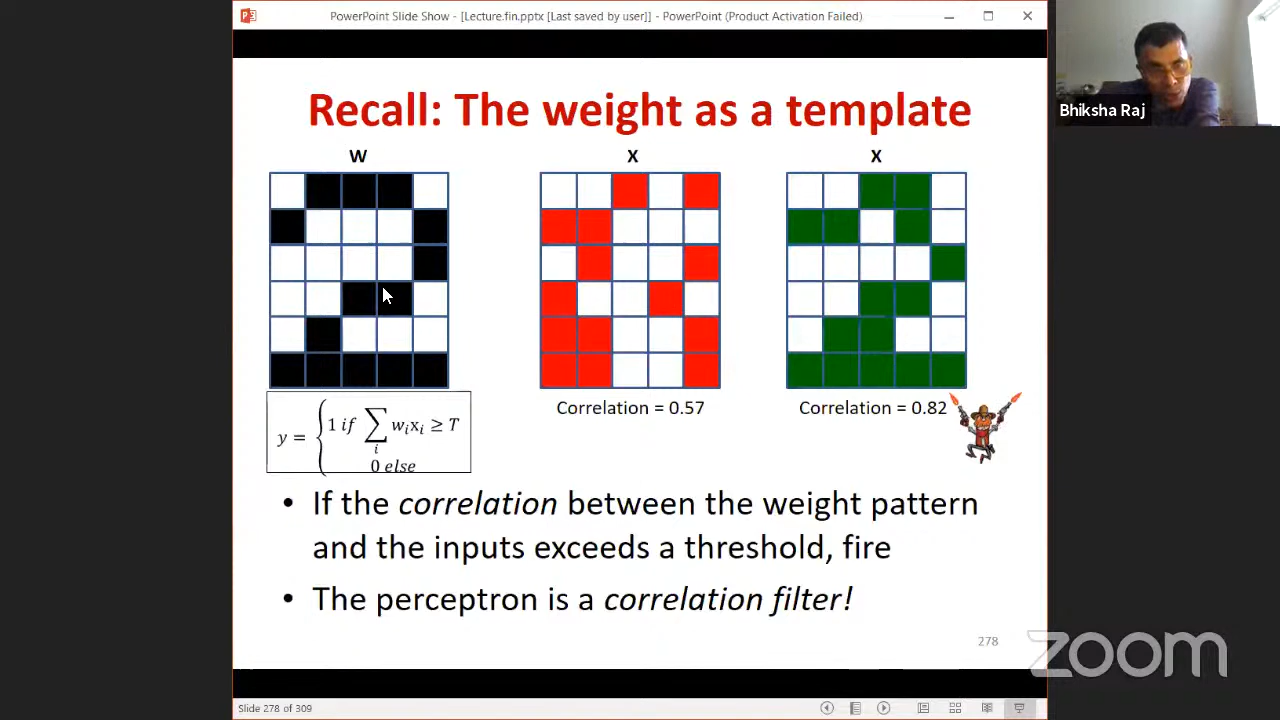 PowerPoint Slide Show - [Lecture.fin.pptx [Last saved by user]] - PowerPoint (Product Activation Failed)
Bhiksha Raj
Recall: The weight as a template
W
X
X
Correlation = 0.57
Correlation = 0.82
y = { 1 if ∑ᵢ wᵢxᵢ ≥ T
0 else
• If the correlation between the weight pattern
and the inputs exceeds a threshold, fire
• The perceptron is a correlation filter!
278
zoom
Slide 278 of 309